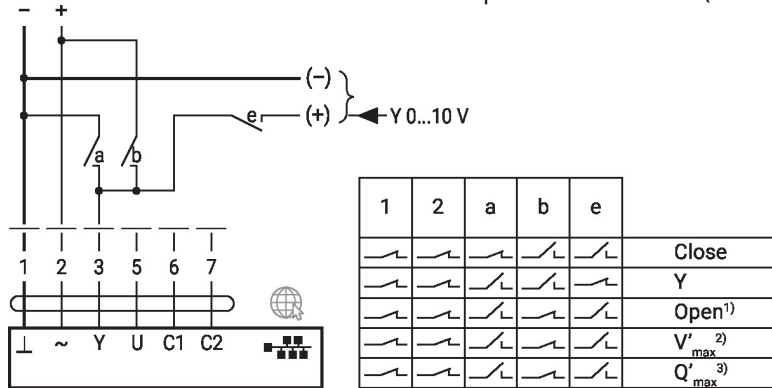 − +
(−)
e (+) Y 0...10 V
a b
1 2 3 5 6 7
⊥ ~ Y U C1 C2
1 2 a b e
Close
Y
Open1)
V'max 2)
Q'max 3)